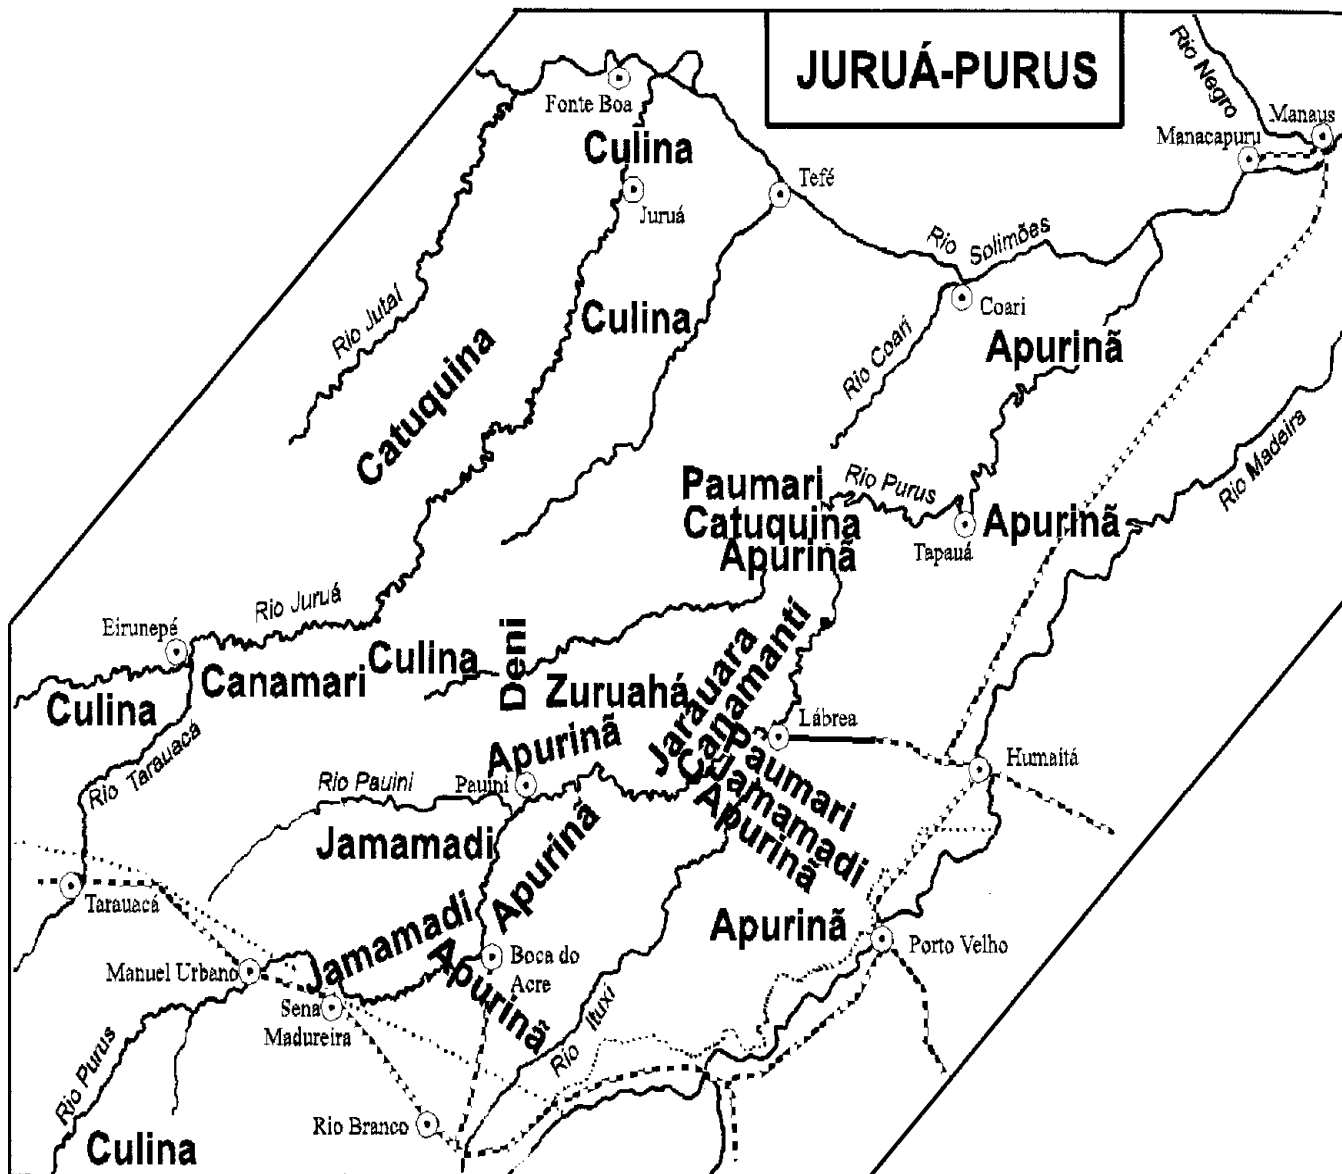 JURUÁ-PURUS
Rio Negro
Manaus
Manacapuru
Fonte Boa
Culina
Juruá
Tefé
Rio Solimões
Rio Jutaí
Culina
Coari
Rio Coari
Apurinã
Catuquina
Rio Madeira
Paumari
Rio Purus
Catuquina
Apurinã
Tapauá
Apurinã
Rio Juruá
Eirunepé
Deni
Culina
Canamari
Culina
Zuruahá
Jarauara
Canamanti
Rio Tarauacá
Lábrea
Apurinã
Paumari
Jamamadi
Apurinã
Humaitá
Rio Pauini
Pauini
Jamamadi
Apurinã
Tarauacá
Apurinã
Porto Velho
Jamamadi
Manuel Urbano
Boca do
Acre
Apurinã
Sena
Madureira
Rio Ituxi
Rio Purus
Rio Branco
Culina